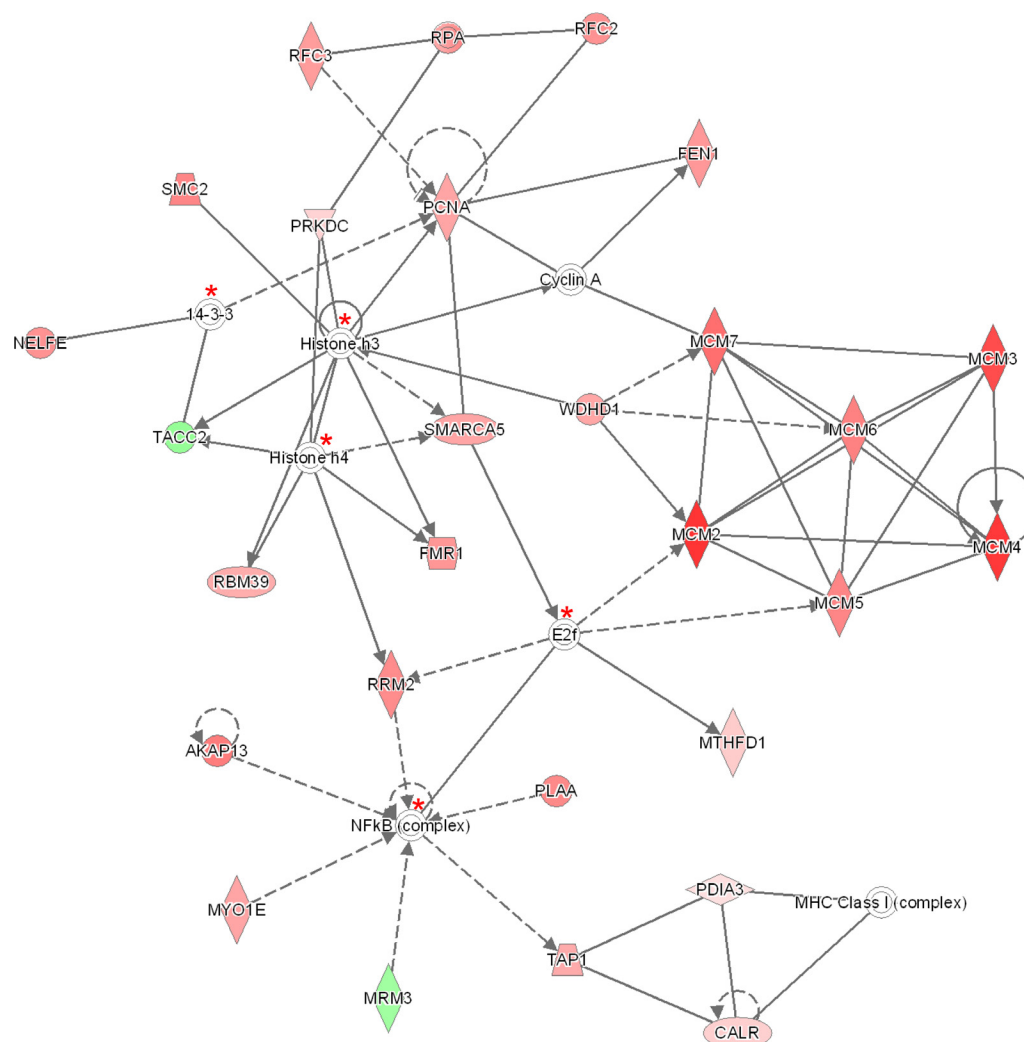 RFC3
RPA
RFC2
FEN1
SMC2
PCNA
PRKDC
Cyclin A
*
14-3-3
*
NELFE
Histone h3
MCM7
MCM3
WDHD1
TACC2
SMARCA5
MCM6
*
Histone h4
MCM2
MCM4
FMR1
RBM39
MCM5
*
E2f
RRM2
MTHFD1
AKAP13
PLAA
*
NFkB (complex)
PDIA3
MHC Class I (complex)
MYO1E
TAP1
MRM3
CALR